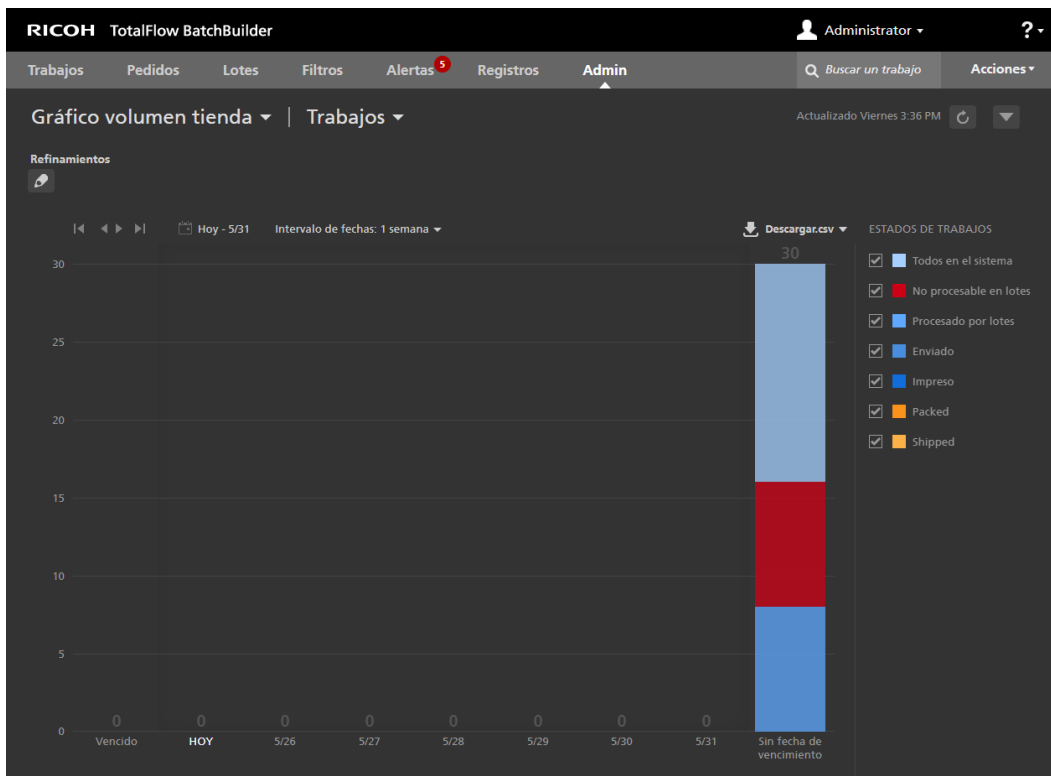 RICOH TotalFlow BatchBuilder Administrator ?
Trabajos Pedidos Lotes Filtros Alertas 5 Registros Admin Buscar un trabajo Acciones
Gráfico volumen tienda | Trabajos Actualizado Viernes 3:36 PM
Refinamientos
Hoy - 5/31 Intervalo de fechas: 1 semana Descargar.csv ESTADOS DE TRABAJOS
30
30 Todos en el sistema
No procesable en lotes
Procesado por lotes
25 Enviado
Impreso
20 Packed
Shipped
15
10
5
0 0 0 0 0 0 0 0
0
Vencido HOY 5/26 5/27 5/28 5/29 5/30 5/31 Sin fecha de
vencimiento